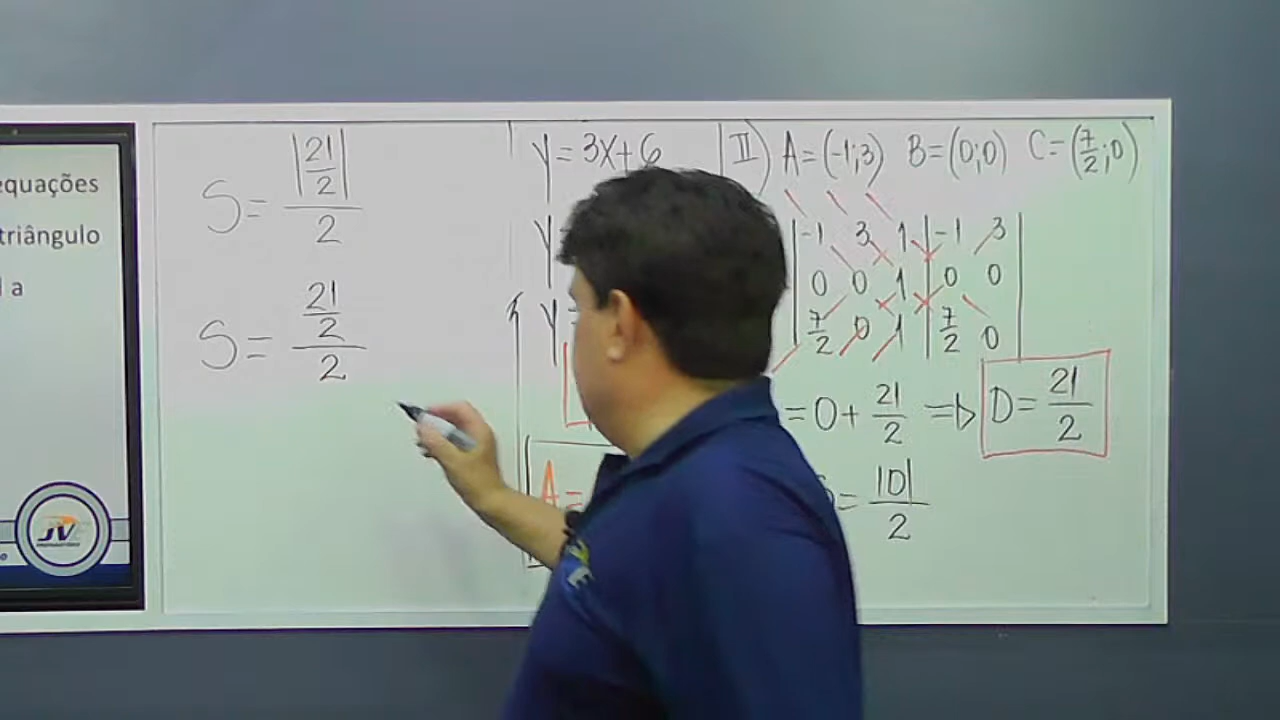 equações
triângulo
a
JV
S = |21/2| / 2
S = 21/2 / 2
y = 3x + 6
y
y
A =
II) A = (-1; 3) B = (0; 0) C = (7/2; 0)
-1 3 1 -1 3
0 0 1 0 0
7/2 0 1 7/2 0
= 0 + 21/2 ⇒ D = 21/2
= |D| / 2